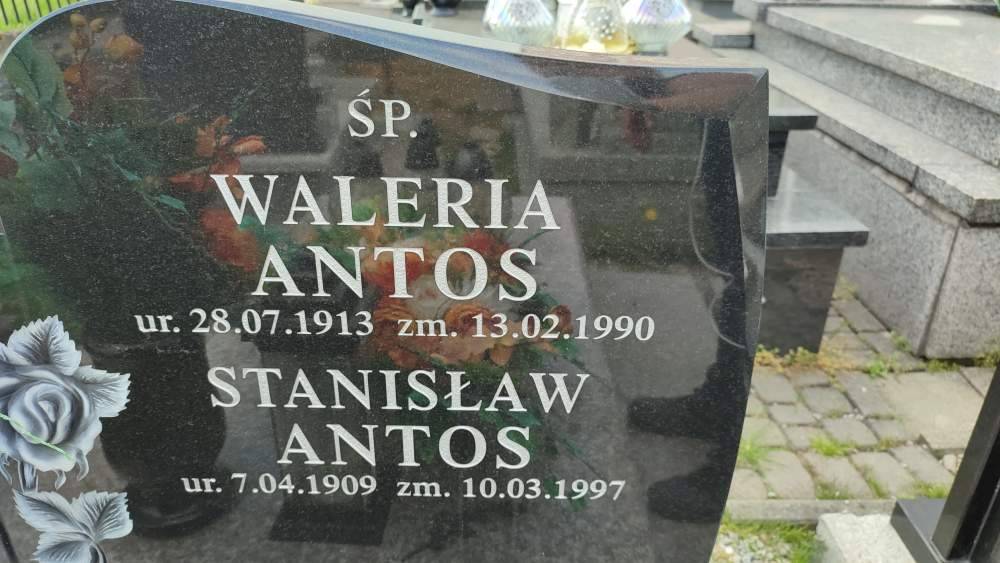 ŚP.
WALERIA
ANTOS
ur. 28.07.1913 zm. 13.02.1990
STANISŁAW
ANTOS
ur. 7.04.1909 zm. 10.03.1997